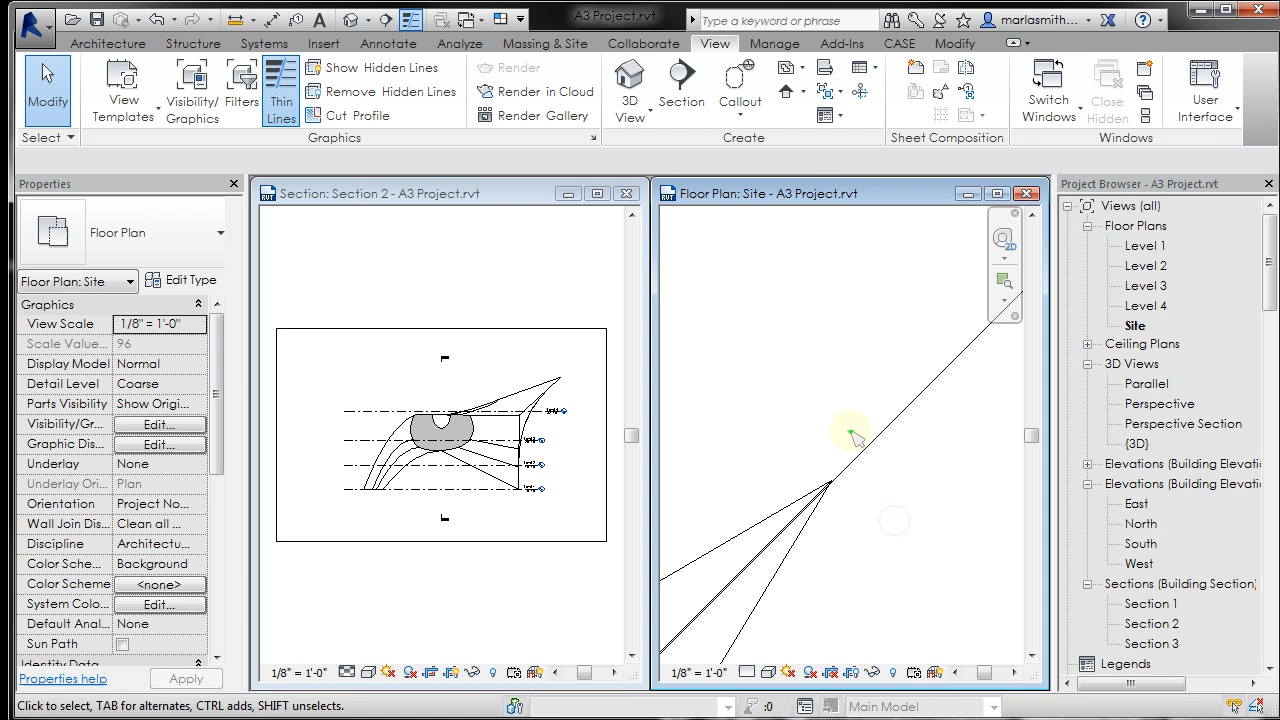 A3 Project.rvt
Type a keyword or phrase
marlasmith...
Architecture Structure Systems Insert Annotate Analyze Massing & Site Collaborate View Manage Add-Ins CASE Modify
Modify
View Templates
Visibility/ Graphics
Filters
Thin Lines
Show Hidden Lines
Remove Hidden Lines
Cut Profile
Render
Render in Cloud
Render Gallery
3D View
Section
Callout
Switch Windows
Close Hidden
User Interface
Select
Graphics
Create
Sheet Composition
Windows
Properties
Floor Plan
Floor Plan: Site
Edit Type
Graphics
View Scale 1/8" = 1'-0"
Scale Value... 96
Display Model Normal
Detail Level Coarse
Parts Visibility Show Origi...
Visibility/Gr... Edit...
Graphic Dis... Edit...
Underlay None
Underlay Ori... Plan
Orientation Project No...
Wall Join Dis... Clean all ...
Discipline Architectu...
Color Sche... Background
Color Scheme <none>
System Colo... Edit...
Default Anal... None
Sun Path
Identity Data
Properties help
Apply
Section: Section 2 - A3 Project.rvt
1/8" = 1'-0"
Floor Plan: Site - A3 Project.rvt
2D
1/8" = 1'-0"
Project Browser - A3 Project.rvt
Views (all)
Floor Plans
Level 1
Level 2
Level 3
Level 4
Site
Ceiling Plans
3D Views
Parallel
Perspective
Perspective Section
{3D}
Elevations (Building Elevati
Elevations (Building Elevati
East
North
South
West
Sections (Building Section)
Section 1
Section 2
Section 3
Legends
Click to select, TAB for alternates, CTRL adds, SHIFT unselects.
:0
Main Model